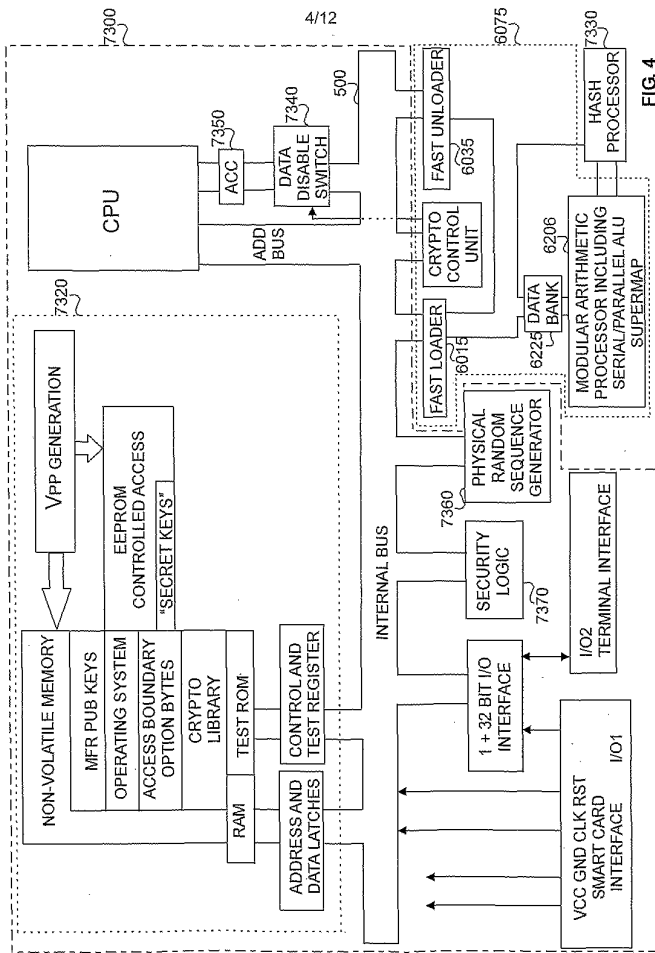 4/12
7300
CPU
7350
ACC
7340
DATA
DISABLE
SWITCH
500
ADD
BUS
7320
VPP GENERATION
EEPROM
CONTROLLED ACCESS
"SECRET KEYS"
NON-VOLATILE MEMORY
MFR PUB KEYS
OPERATING SYSTEM
ACCESS BOUNDARY
OPTION BYTES
CRYPTO
LIBRARY
TEST ROM
RAM
CONTROL AND
TEST REGISTER
ADDRESS AND
DATA LATCHES
INTERNAL BUS
6075
FAST UNLOADER
6035
CRYPTO
CONTROL
UNIT
FAST LOADER
6015
7330
HASH
PROCESSOR
DATA
BANK
6225
6206
MODULAR ARITHMETIC
PROCESSOR INCLUDING
SERIAL/PARALLEL ALU
SUPERMAP
PHYSICAL
RANDOM
SEQUENCE
GENERATOR
7360
SECURITY
LOGIC
7370
1 + 32 BIT I/O
INTERFACE
I/O2
TERMINAL INTERFACE
VCC GND CLK RST
SMART CARD
INTERFACE
I/O1
FIG. 4